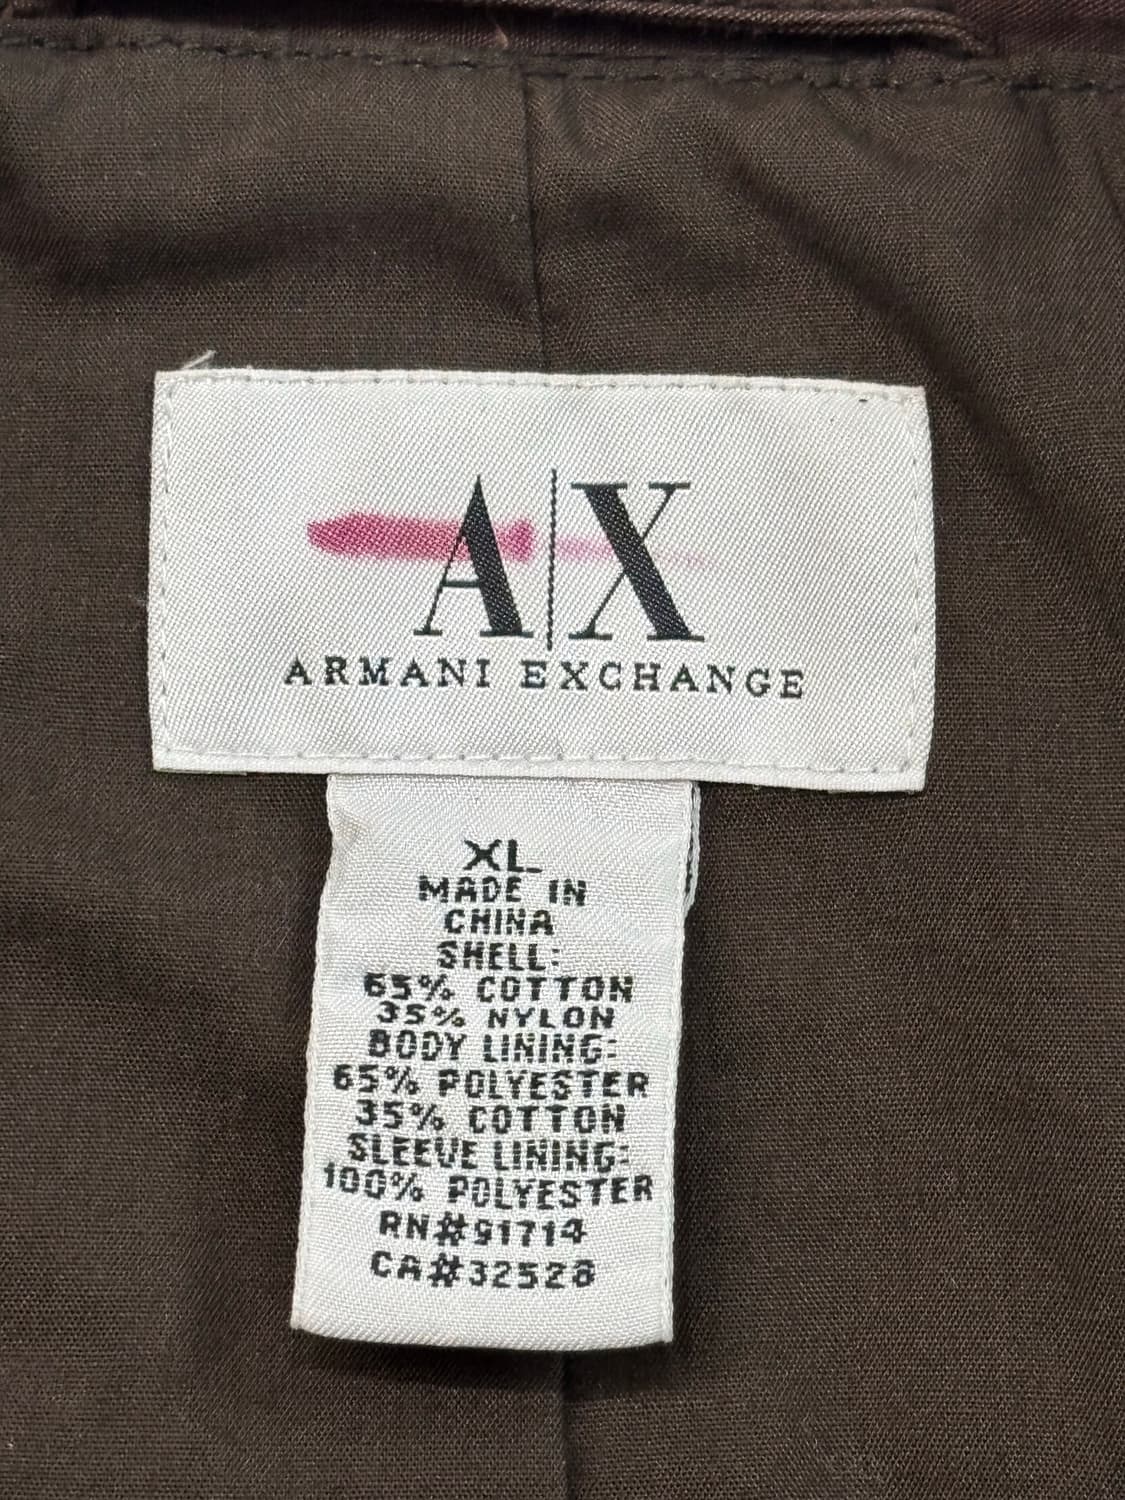 A|X
ARMANI EXCHANGE
XL
MADE IN
CHINA
SHELL:
65% COTTON
35% NYLON
BODY LINING:
65% POLYESTER
35% COTTON
SLEEVE LINING:
100% POLYESTER
RN#91714
CA#32528